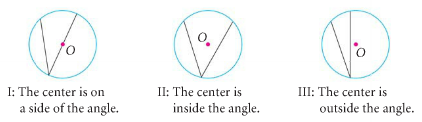 O
O
O
I: The center is on
a side of the angle.
II: The center is
inside the angle.
III: The center is
outside the angle.